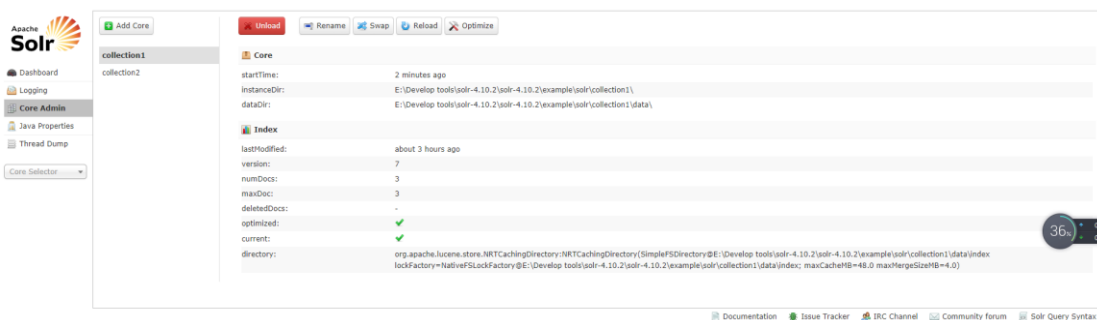 Apache
Solr
Dashboard
Logging
Core Admin
Java Properties
Thread Dump
Core Selector
Add Core
collection1
collection2
Unload Rename Swap Reload Optimize
Core
startTime: 2 minutes ago
instanceDir: E:\Develop tools\solr-4.10.2\solr-4.10.2\example\solr\collection1\
dataDir: E:\Develop tools\solr-4.10.2\solr-4.10.2\example\solr\collection1\data\
Index
lastModified: about 3 hours ago
version: 7
numDocs: 3
maxDoc: 3
deletedDocs: -
optimized:
current:
directory: org.apache.lucene.store.NRTCachingDirectory:NRTCachingDirectory(SimpleFSDirectory@E:\Develop tools\solr-4.10.2\solr-4.10.2\example\solr\collection1\data\index
lockFactory=NativeFSLockFactory@E:\Develop tools\solr-4.10.2\solr-4.10.2\example\solr\collection1\data\index; maxCacheMB=48.0 maxMergeSizeMB=4.0)
36%
Documentation Issue Tracker IRC Channel Community forum Solr Query Syntax